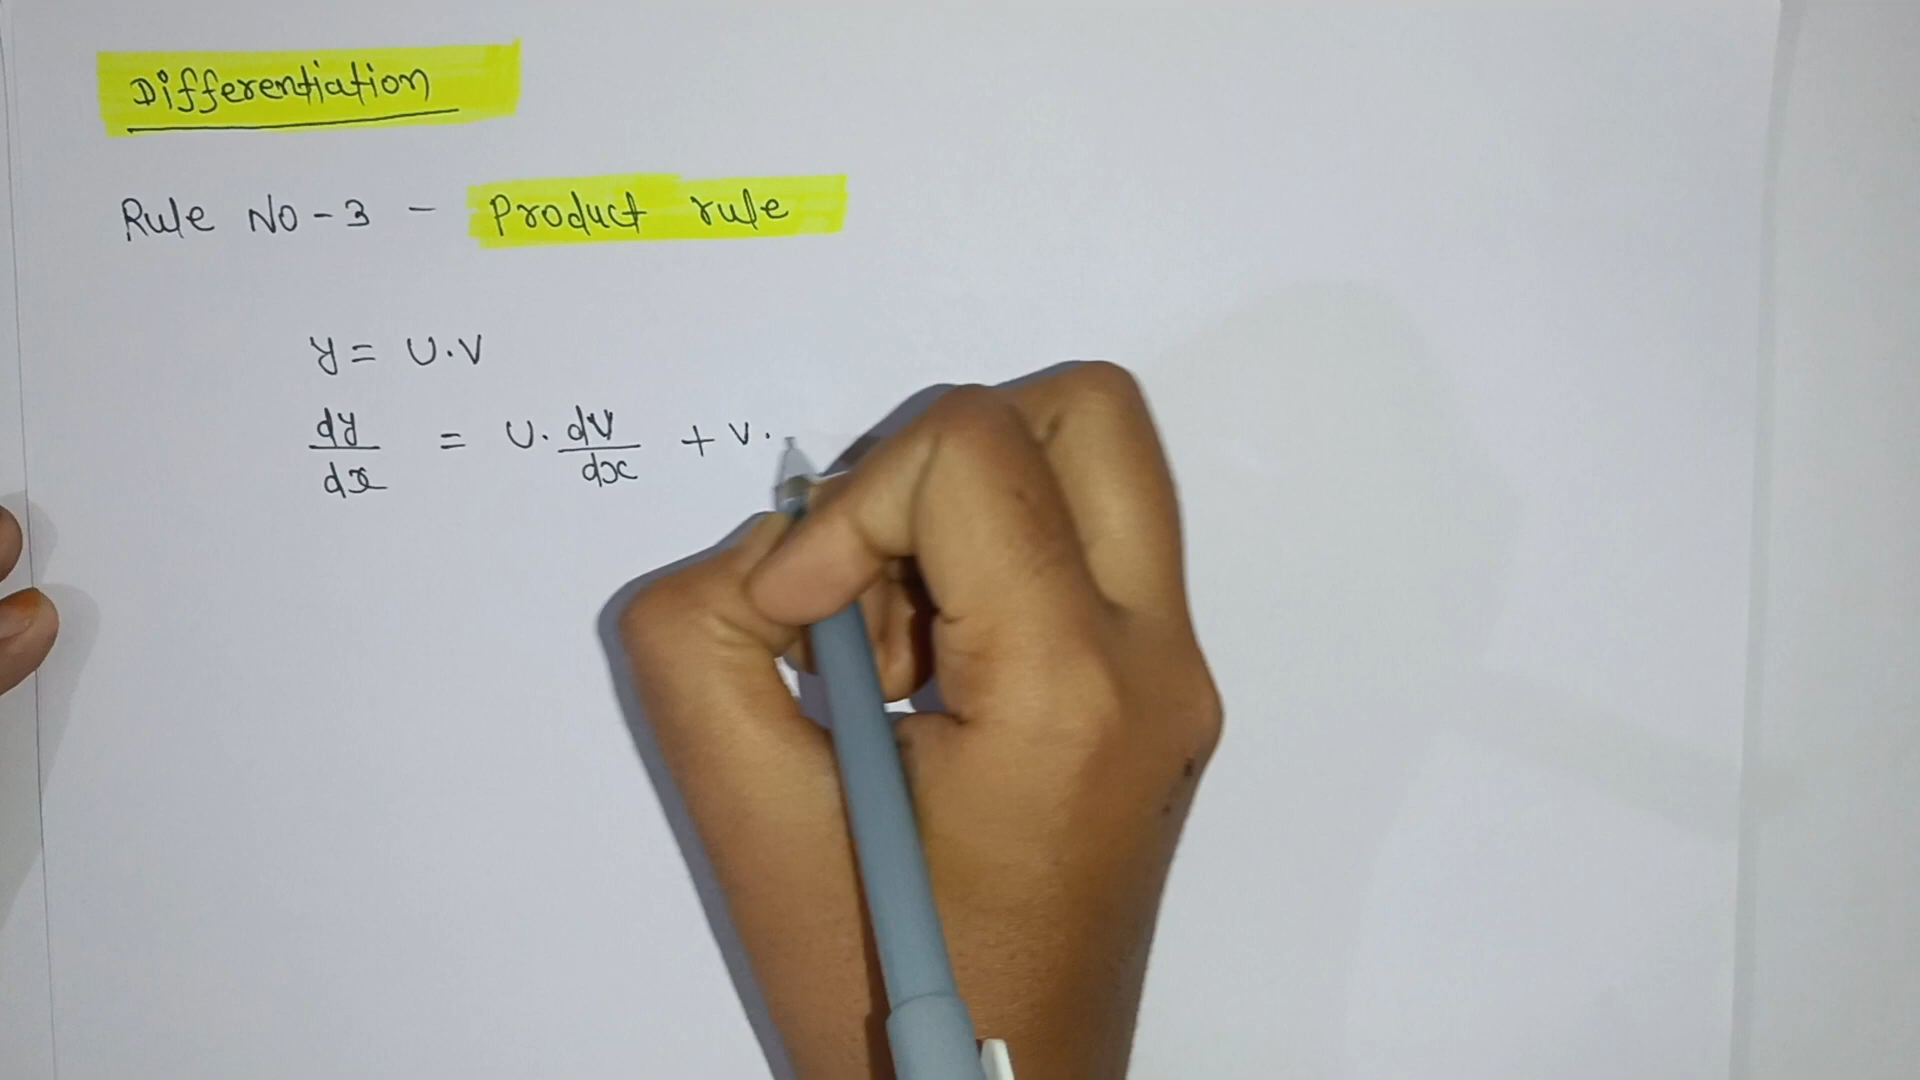 Differentiation
Rule No-3 - Product rule
y = U.V
dy/dx = U. dV/dx + V.